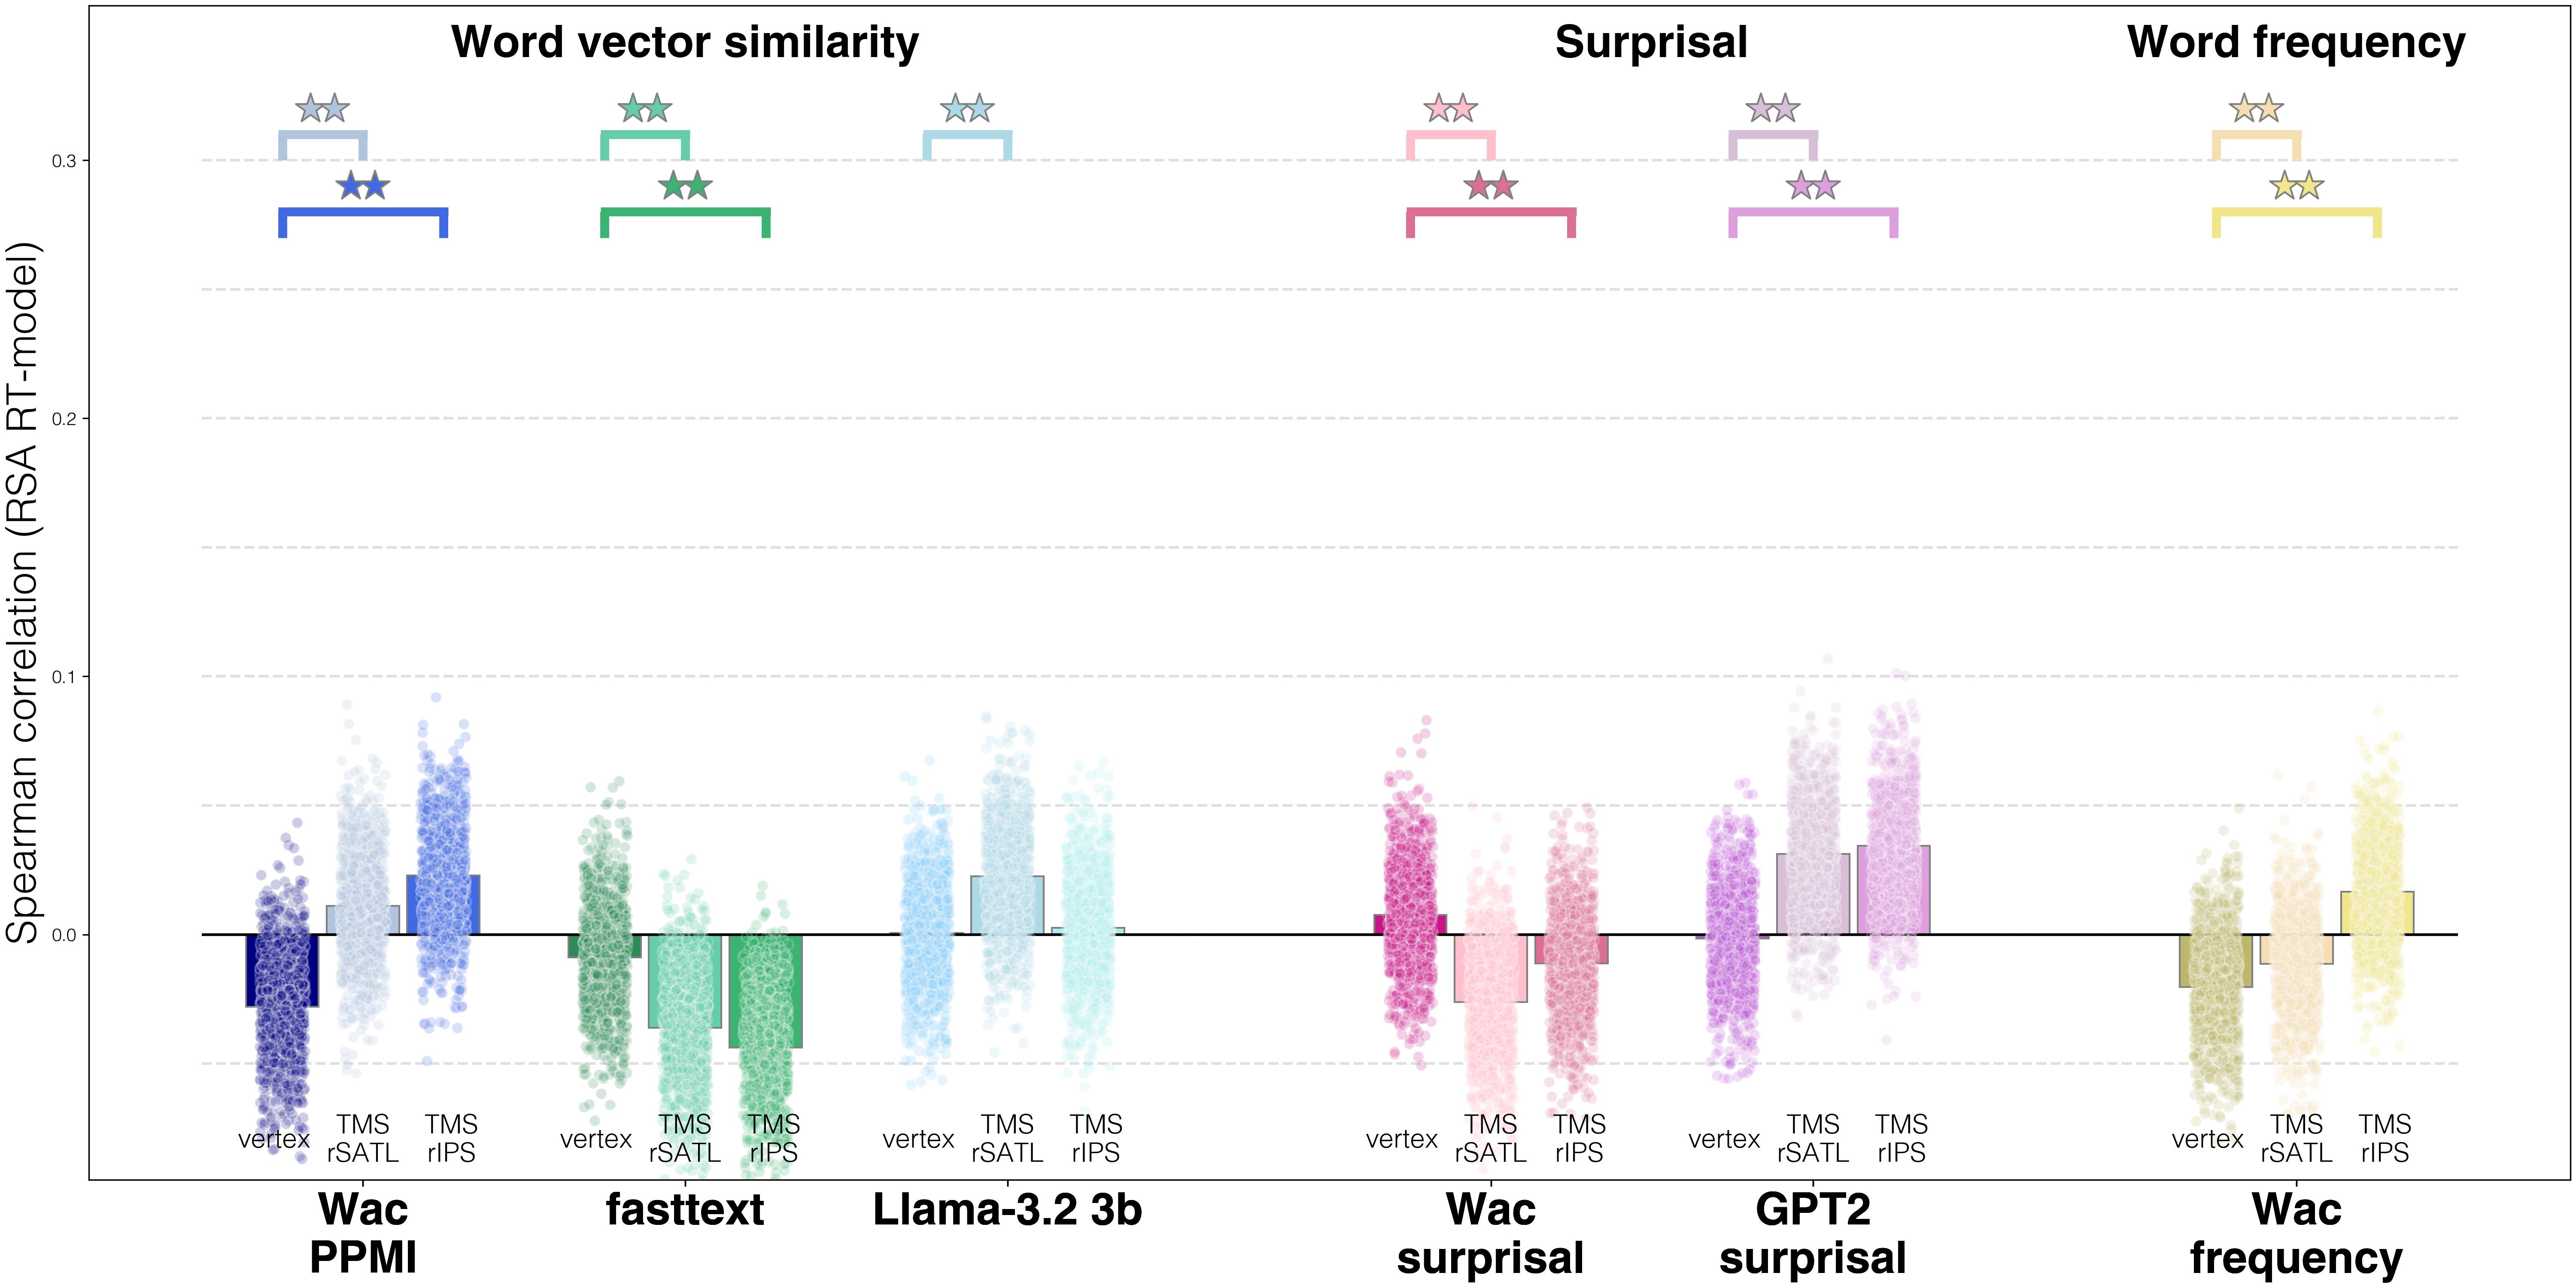 Word vector similarity
Surprisal
Word frequency
Spearman correlation (RSA RT-model)
0.3
0.2
0.1
0.0
vertex
TMS
rSATL
TMS
rIPS
vertex
TMS
rSATL
TMS
rIPS
vertex
TMS
rSATL
TMS
rIPS
vertex
TMS
rSATL
TMS
rIPS
vertex
TMS
rSATL
TMS
rIPS
vertex
TMS
rSATL
TMS
rIPS
Wac
PPMI
fasttext
Llama-3.2 3b
Wac
surprisal
GPT2
surprisal
Wac
frequency